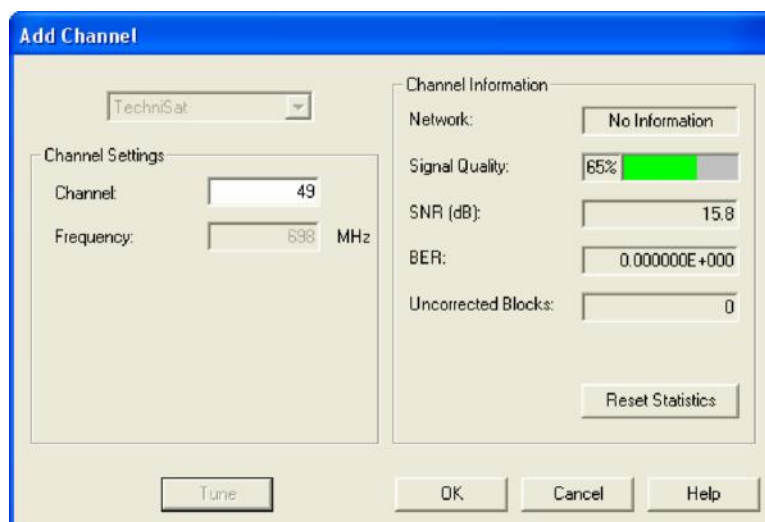 Add Channel
TechniSat
Channel Settings
Channel: 49
Frequency: 698 MHz
Channel Information
Network: No Information
Signal Quality: 65%
SNR (dB): 15.8
BER: 0.000000E+000
Uncorrected Blocks: 0
Reset Statistics
Tune
OK
Cancel
Help